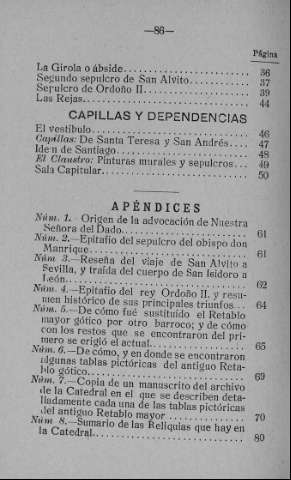 —86—
Página
La Girola o ábside........................ 36
Segundo sepulcro de San Alvito........... 37
Sepulcro de Ordoño II.................... 39
Las Rejas................................ 44
CAPILLAS Y DEPENDENCIAS
El vestíbulo............................. 46
Capillas: De Santa Teresa y San Andrés.... 47
Idem de Santiago......................... 48
El Claustro: Pinturas murales y sepulcros... 49
Sala Capitular........................... 50
APÉNDICES
Núm. 1.—Origen de la advocación de Nuestra
Señora del Dado...................... 61
Núm. 2.—Epitafio del sepulcro del obispo don
Manrique............................. 61
Núm 3.—Reseña del viaje de San Alvito a
Sevilla, y traída del cuerpo de San Isidoro a
León................................. 62
Núm. 4.—Epitafio del rey Ordoño II. y resu-
men histórico de sus principales triunfos... 64
Núm. 5.—De cómo fué sustituído el Retablo
mayor gótico por otro barroco; y de cómo
con los restos que se encontraron del pri-
mero se erigió el actual............. 65
Núm. 6.—De cómo, y en donde se encontraron
algunas tablas pictóricas del antiguo Reta-
blo gótico........................... 69
Núm. 7.—Copia de un manuscrito del archivo
de la Catedral en el que se describen deta-
lladamente cada una de las tablas pictóricas
del antiguo Retablo mayor............ 70
Núm 8.—Sumario de las Reliquias que hay en
la Catedral.......................... 80